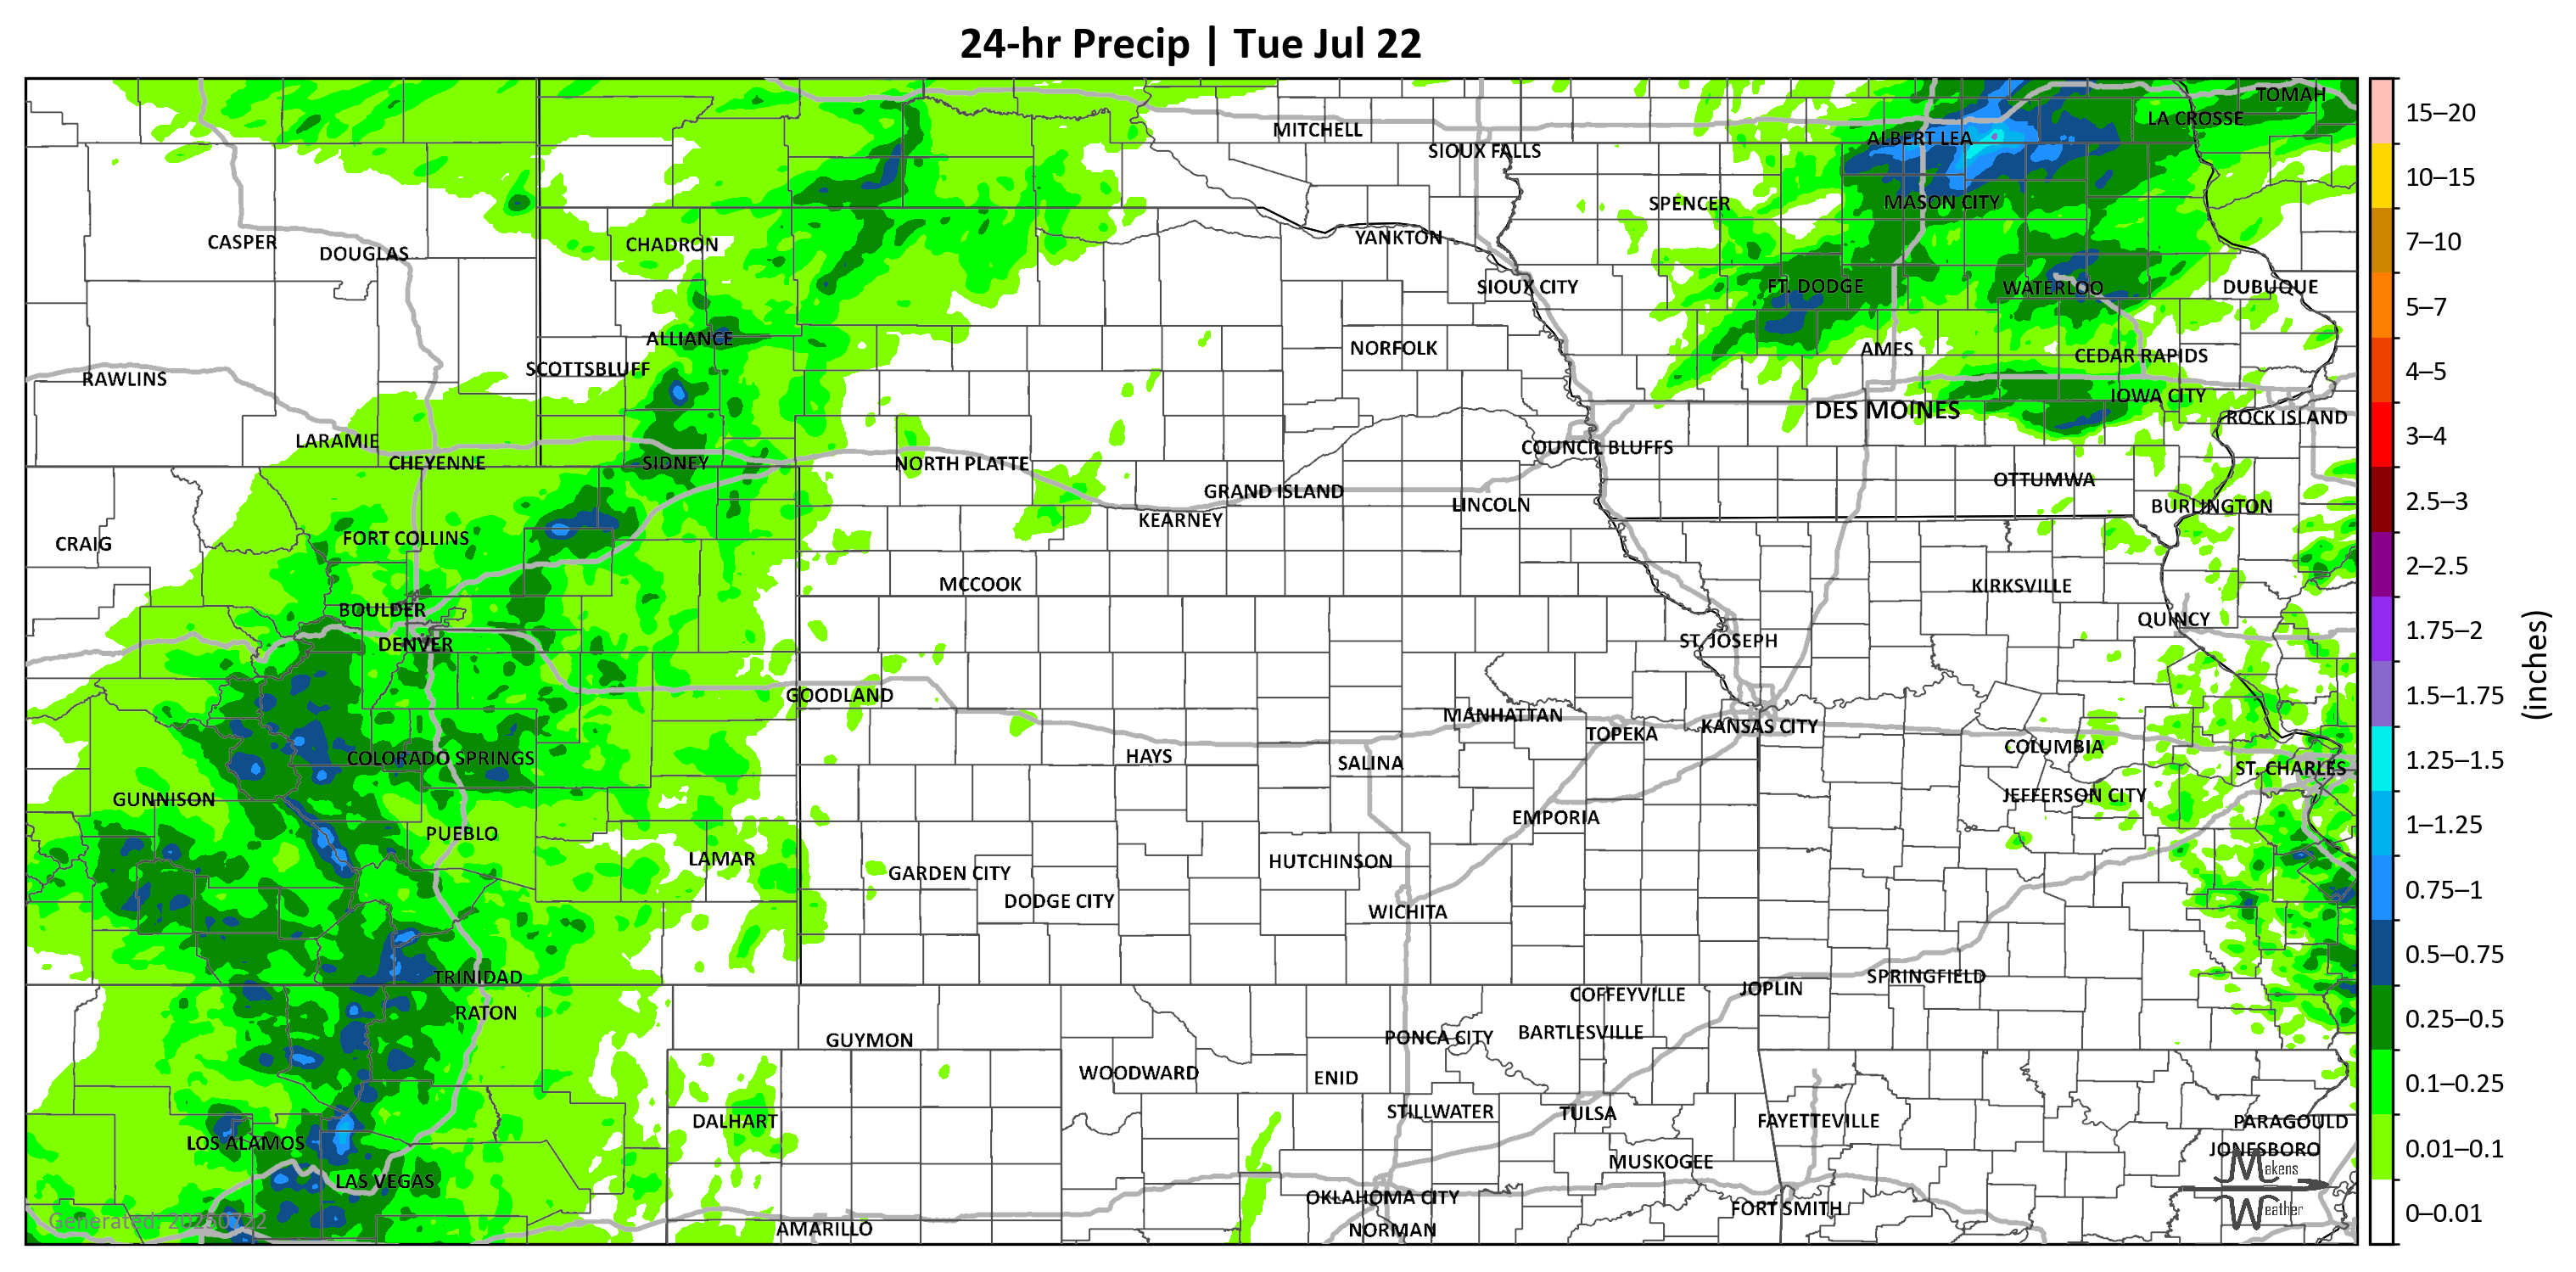 24-hr Precip | Tue Jul 22
TOMAH
LA CROSSE
MITCHELL
ALBERT LEA
SIOUX FALLS
SPENCER
MASON CITY
YANKTON
CASPER
CHADRON
DOUGLAS
SIOUX CITY
FT. DODGE
WATERLOO
DUBUQUE
ALLIANCE
NORFOLK
AMES
CEDAR RAPIDS
SCOTTSBLUFF
RAWLINS
IOWA CITY
DES MOINES
ROCK ISLAND
LARAMIE
COUNCIL BLUFFS
CHEYENNE
SIDNEY
NORTH PLATTE
OTTUMWA
GRAND ISLAND
LINCOLN
BURLINGTON
KEARNEY
FORT COLLINS
CRAIG
MCCOOK
KIRKSVILLE
BOULDER
QUINCY
DENVER
ST. JOSEPH
GOODLAND
MANHATTAN
KANSAS CITY
TOPEKA
COLUMBIA
COLORADO SPRINGS
HAYS
SALINA
ST. CHARLES
GUNNISON
JEFFERSON CITY
EMPORIA
PUEBLO
LAMAR
HUTCHINSON
GARDEN CITY
DODGE CITY
WICHITA
TRINIDAD
SPRINGFIELD
JOPLIN
COFFEYVILLE
RATON
BARTLESVILLE
PONCA CITY
GUYMON
WOODWARD
ENID
STILLWATER
TULSA
DALHART
FAYETTEVILLE
PARAGOULD
LOS ALAMOS
JONESBORO
MUSKOGEE
Makens
LAS VEGAS
OKLAHOMA CITY
FORT SMITH
Weather
Generated: 20250722
AMARILLO
NORMAN
15–20
10–15
7–10
5–7
4–5
3–4
2.5–3
2–2.5
1.75–2
1.5–1.75
1.25–1.5
1–1.25
0.75–1
0.5–0.75
0.25–0.5
0.1–0.25
0.01–0.1
0–0.01
(inches)